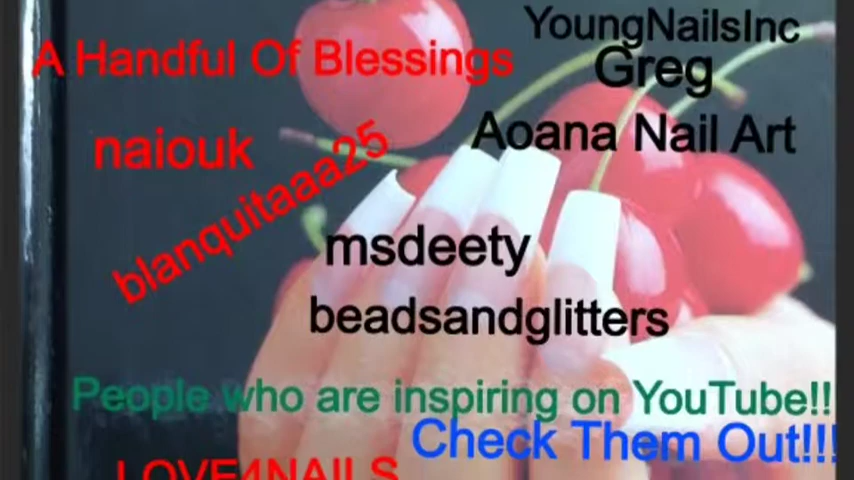 YoungNailsInc
A Handful Of Blessings
Greg
naiouk
Aoana Nail Art
blanquitaaa25
msdeety
beadsandglitters
People who are inspiring on YouTube!!
Check Them Out!!!
LOVE4NAILS